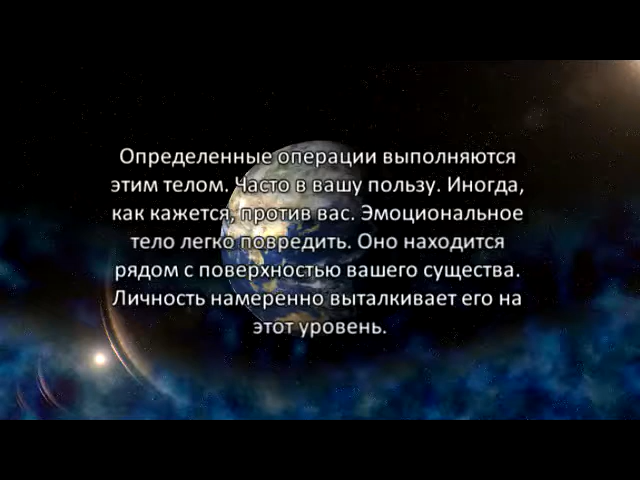 Определенные операции выполняются
этим телом. Часто в вашу пользу. Иногда,
как кажется, против вас. Эмоциональное
тело легко повредить. Оно находится
рядом с поверхностью вашего существа.
Личность намеренно выталкивает его на
этот уровень.